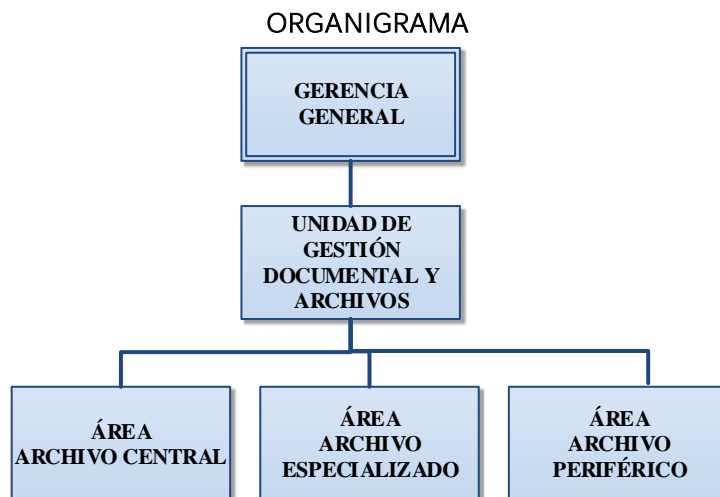 ORGANIGRAMA
GERENCIA
GENERAL
UNIDAD DE
GESTIÓN
DOCUMENTAL Y
ARCHIVOS
ÁREA
ARCHIVO CENTRAL
ÁREA
ARCHIVO
ESPECIALIZADO
ÁREA
ARCHIVO
PERIFÉRICO